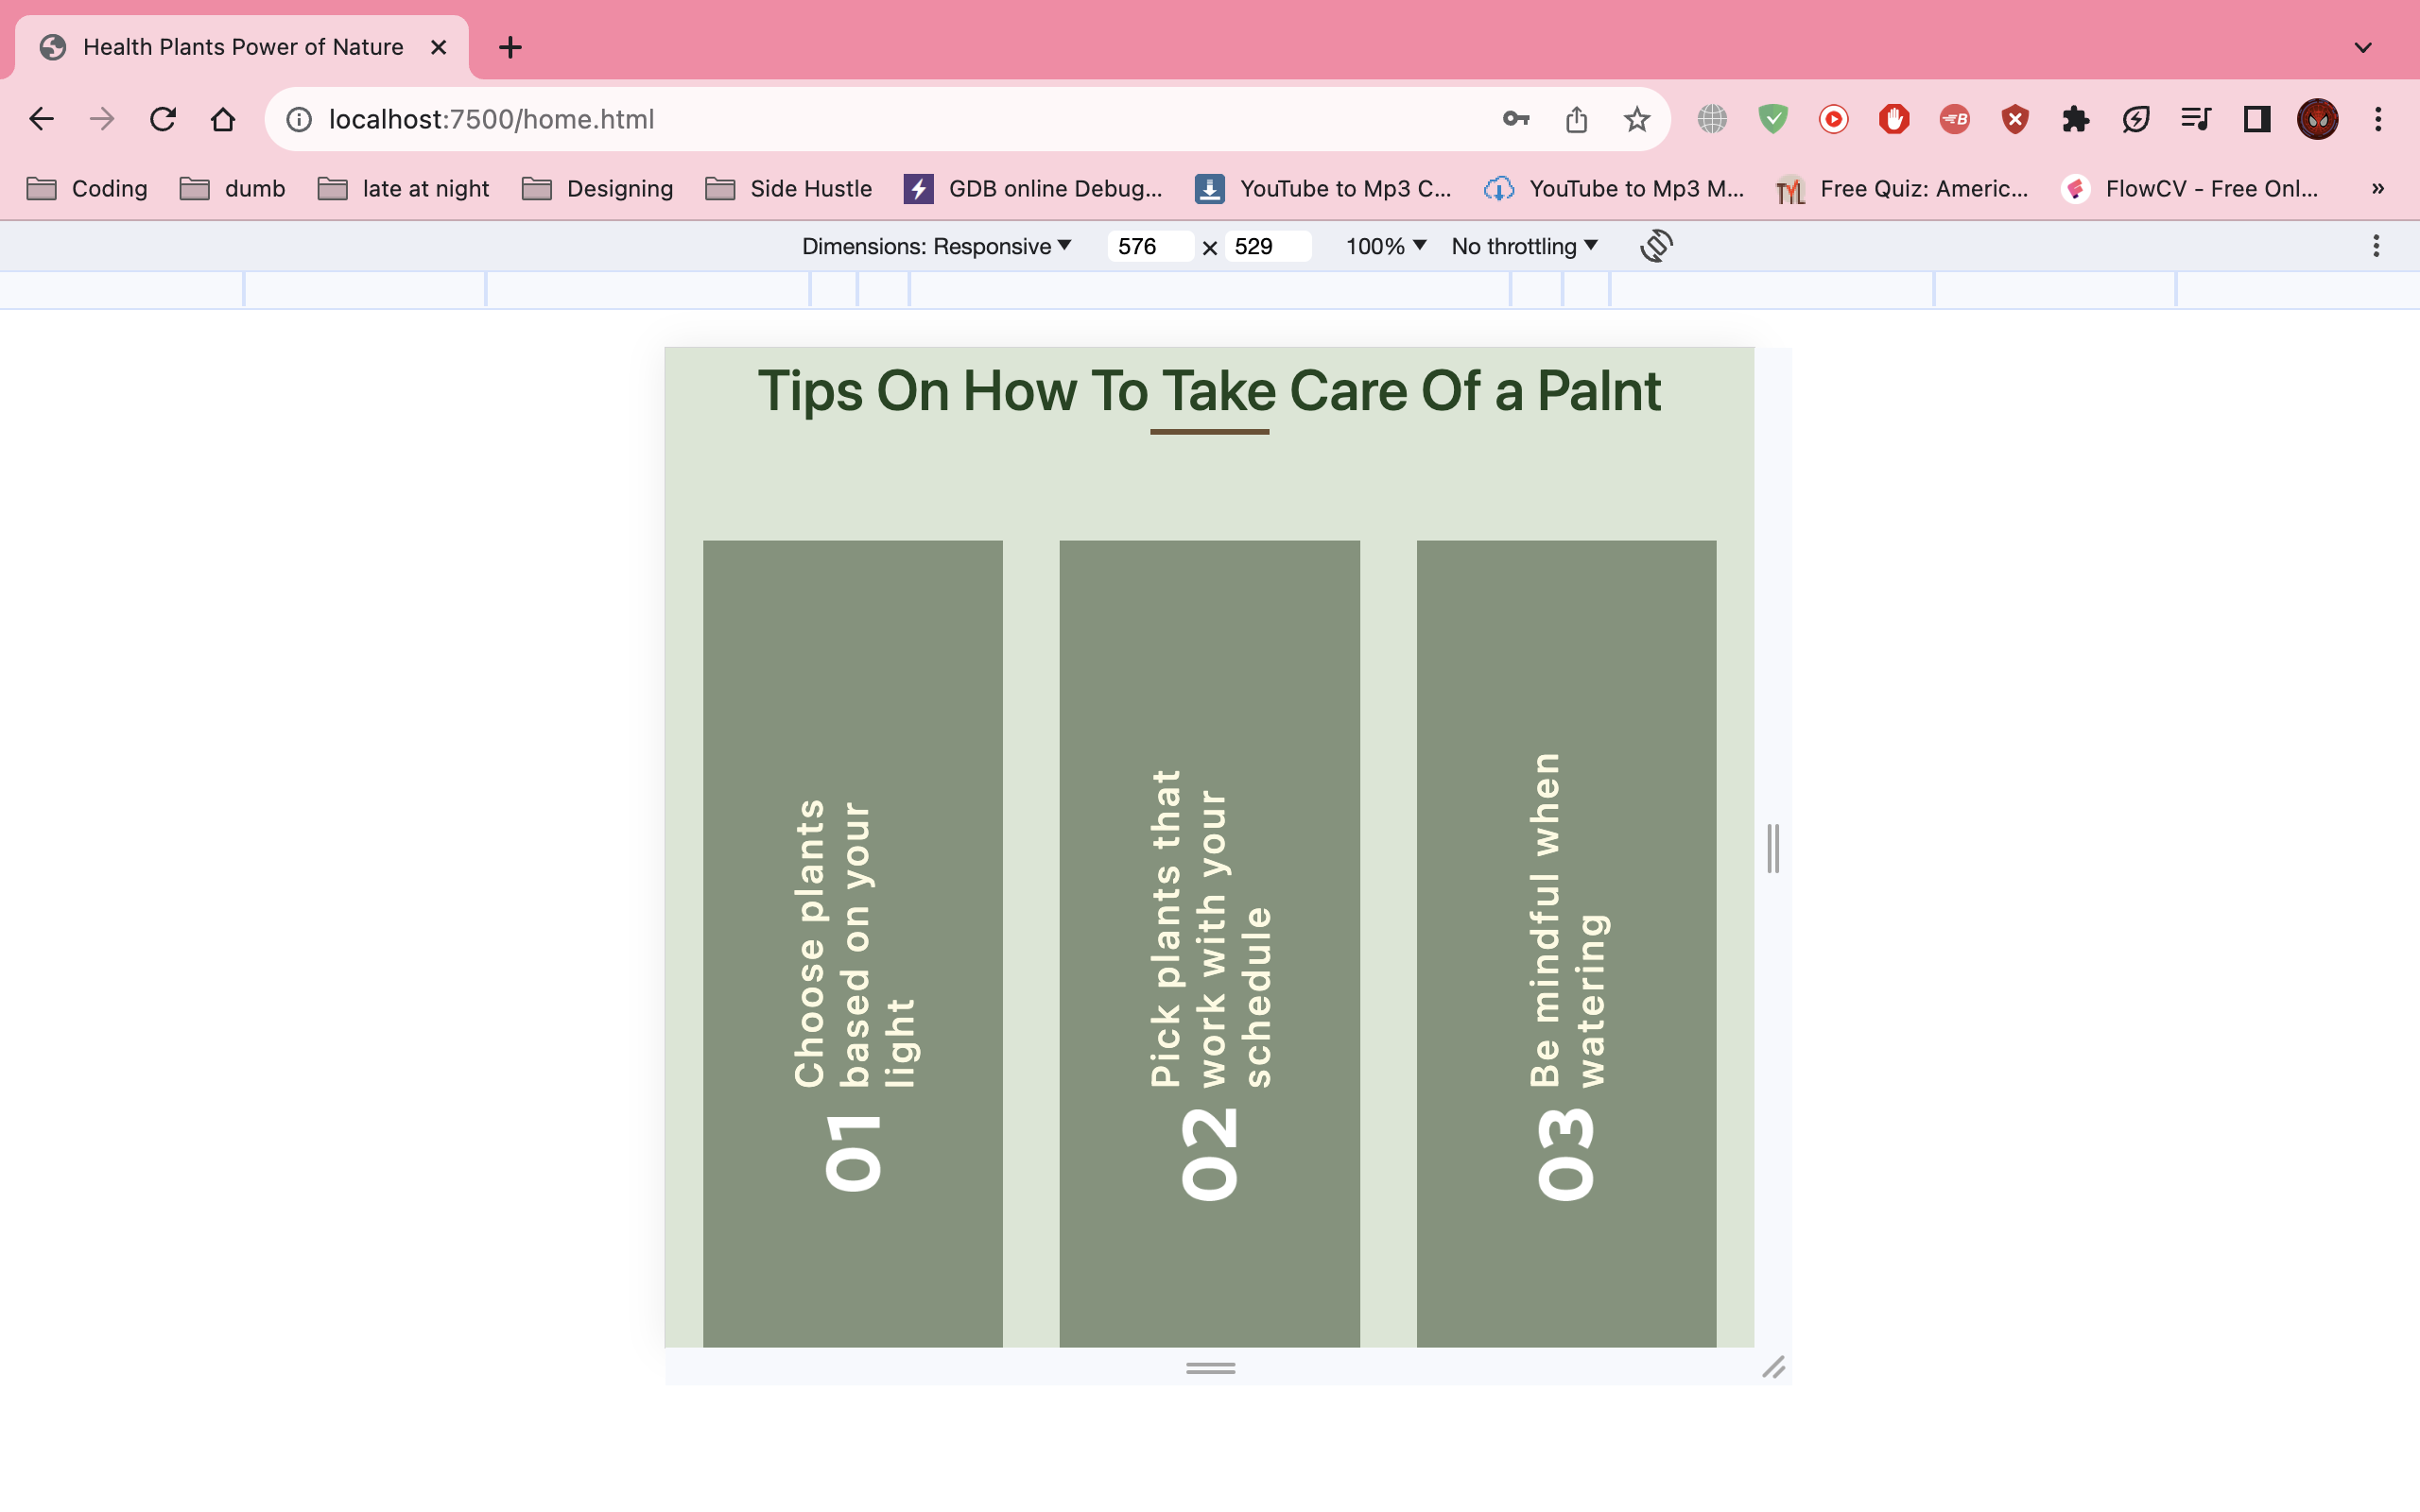 Health Plants Power of Nature
localhost:7500/home.html
Coding dumb late at night Designing Side Hustle GDB online Debug... YouTube to Mp3 C... YouTube to Mp3 M... Free Quiz: Americ... FlowCV - Free Onl... »
Dimensions: Responsive 576 × 529 100% No throttling
Tips On How To Take Care Of a Palnt
01
Choose plants
based on your
light
02
Pick plants that
work with your
schedule
03
Be mindful when
watering